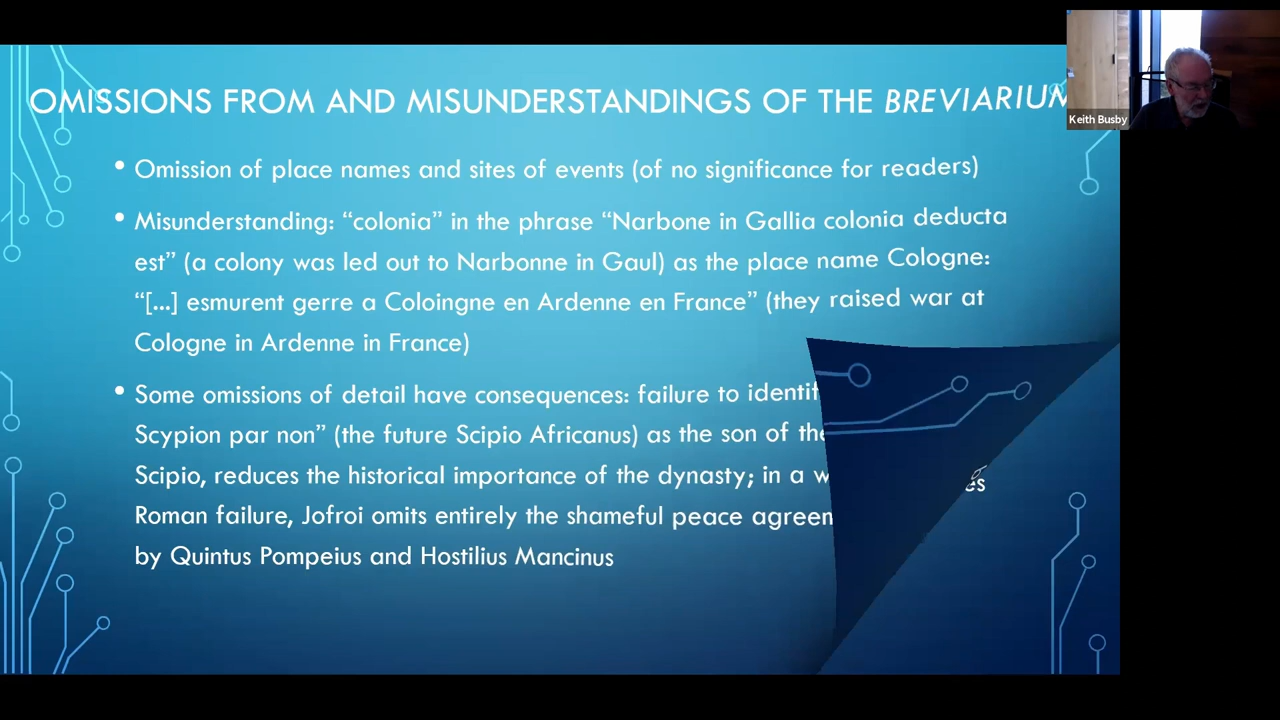 OMISSIONS FROM AND MISUNDERSTANDINGS OF THE BREVIARIUM
Keith Busby
• Omission of place names and sites of events (of no significance for readers)
• Misunderstanding: “colonia” in the phrase “Narbone in Gallia colonia deducta
est” (a colony was led out to Narbonne in Gaul) as the place name Cologne:
“[...] esmurent gerre a Coloingne en Ardenne en France” (they raised war at
Cologne in Ardenne in France)
• Some omissions of detail have consequences: failure to
Scypion par non” (the future Scipio Africanus) as the son of
Scipio, reduces the historical importance of the dynasty; in a
Roman failure, Jofroi omits entirely the shameful peace
by Quintus Pompeius and Hostilius Mancinus